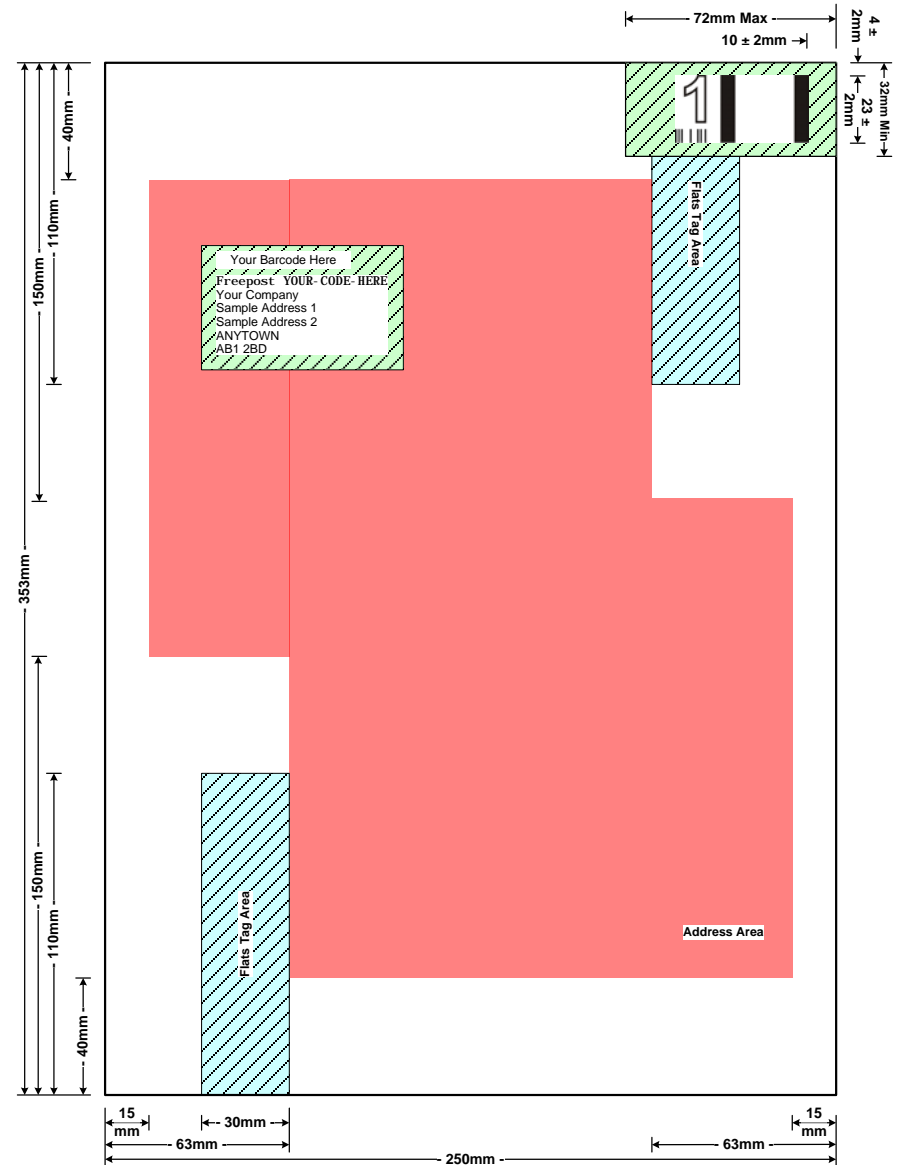 - 72mm Max -
10 ± 2mm
4 ±
2mm
32mm Min
23 ±
2mm
1
- 40mm -
- 110mm -
- 150mm -
- 353mm -
Flats Tag Area
Your Barcode Here
Freepost YOUR-CODE-HERE
Your Company
Sample Address 1
Sample Address 2
ANYTOWN
AB1 2BD
- 150mm -
- 110mm -
- 40mm -
Flats Tag Area
Address Area
15
mm
- 30mm -
- 63mm -
15
mm
- 63mm -
- 250mm -